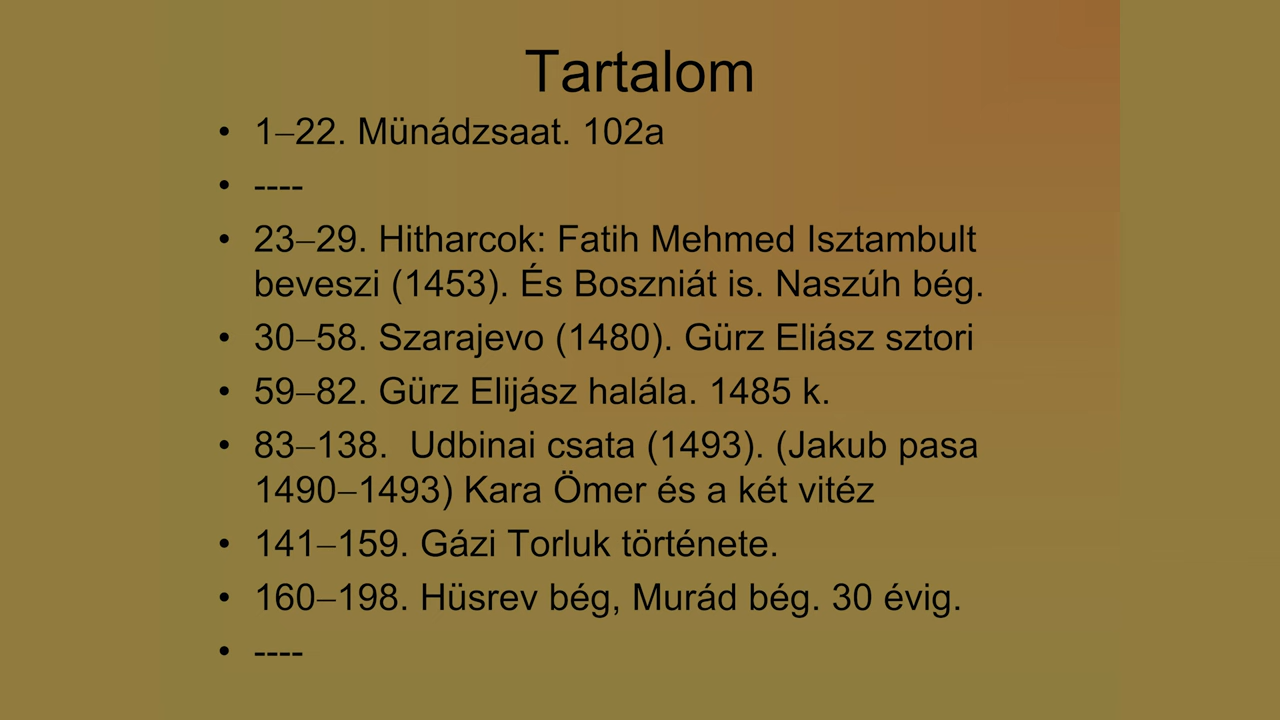 Tartalom
• 1–22. Münádzsaat. 102a
• ----
• 23–29. Hitharcok: Fatih Mehmed Isztambult
beveszi (1453). És Boszniát is. Naszúh bég.
• 30–58. Szarajevo (1480). Gürz Eliász sztori
• 59–82. Gürz Elijász halála. 1485 k.
• 83–138.  Udbinai csata (1493). (Jakub pasa
1490–1493) Kara Ömer és a két vitéz
• 141–159. Gázi Torluk története.
• 160–198. Hüsrev bég, Murád bég. 30 évig.
• ----